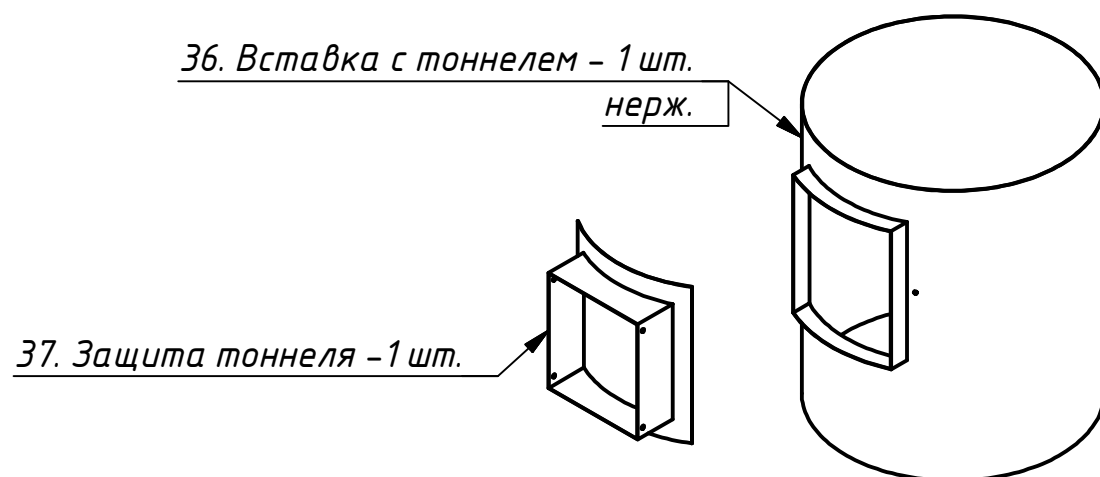 36. Вставка с тоннелем – 1 шт.
нерж.
37. Защита тоннеля –1 шт.